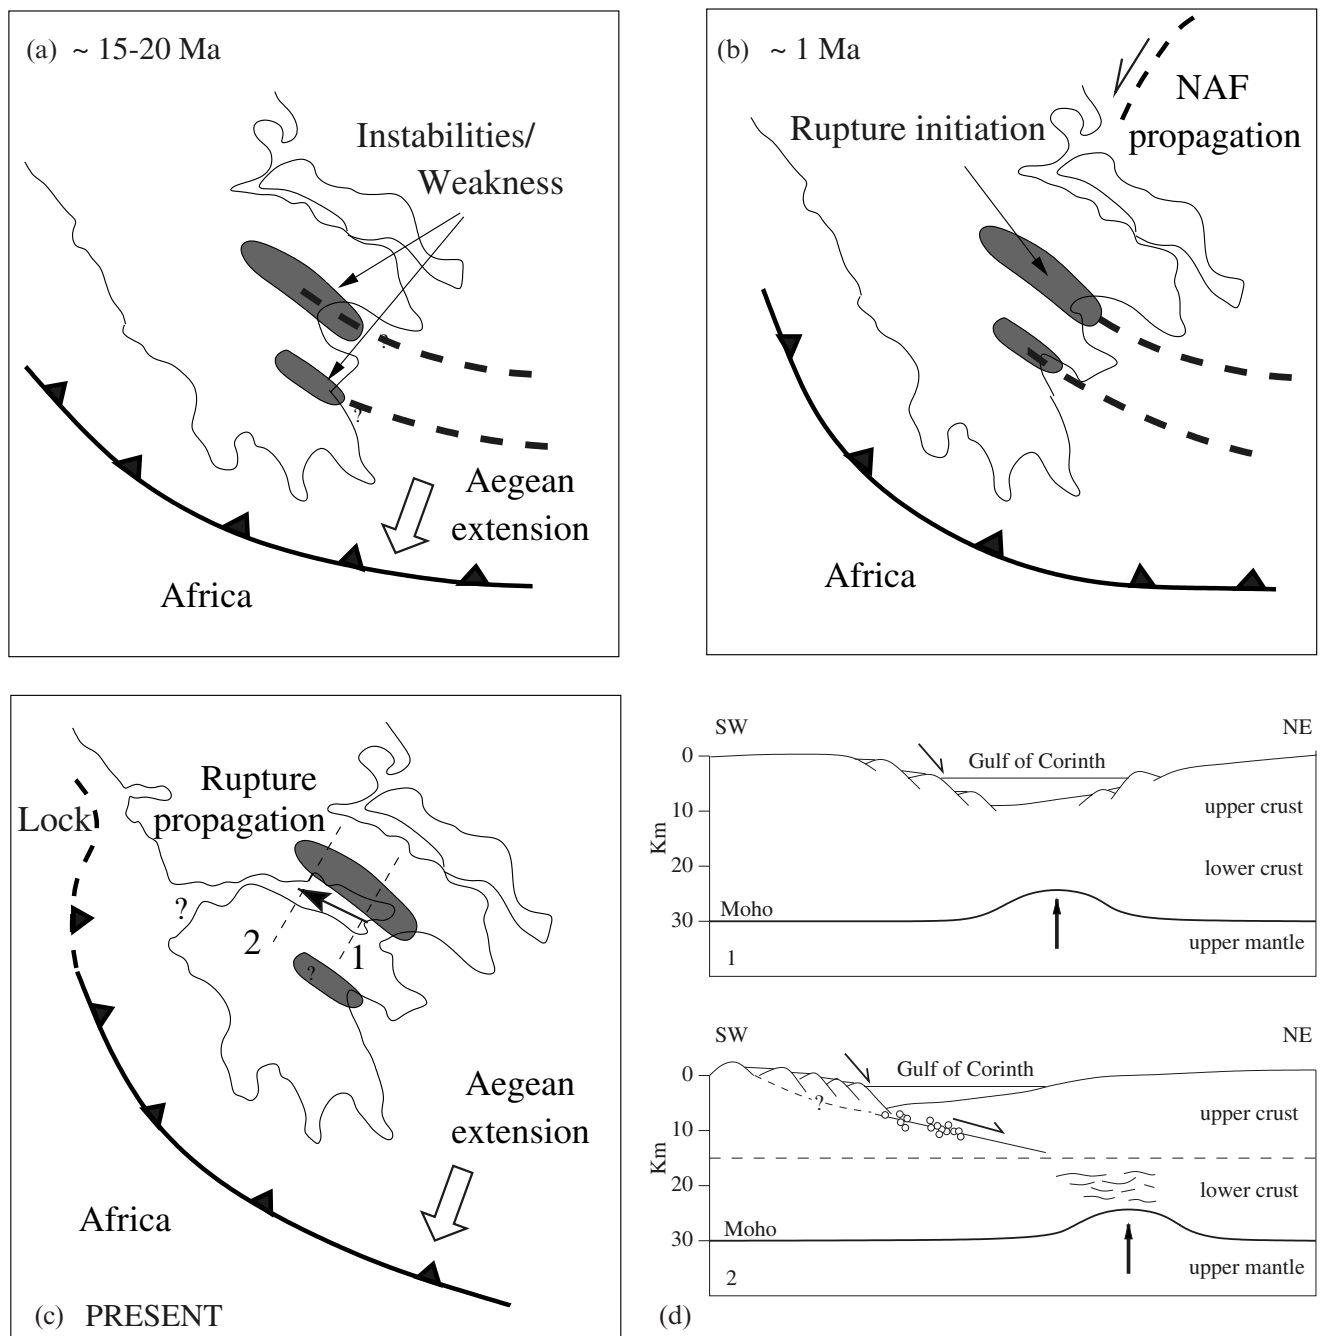 (a) ~ 15-20 Ma
Instabilities/
Weakness
?
?
Aegean
extension
Africa
(b) ~ 1 Ma
NAF
propagation
Rupture initiation
Africa
Rupture
propagation
Lock
?
2
1
?
Aegean
extension
Africa
(c) PRESENT
SW
NE
Gulf of Corinth
0
10
20
30
Km
upper crust
lower crust
Moho
upper mantle
1
SW
NE
Gulf of Corinth
0
10
20
30
Km
?
upper crust
lower crust
Moho
upper mantle
2
(d)